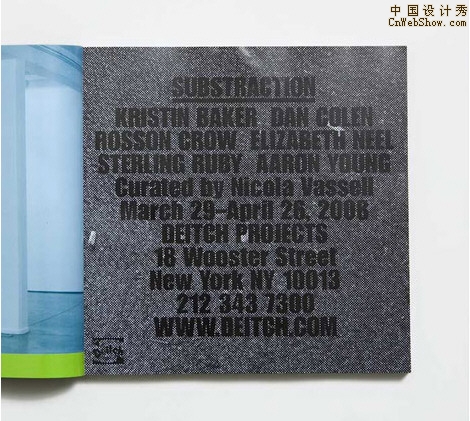 中国设计秀
CnWebShow.com
SUBSTRACTION
KRISTIN BAKER, DAN COLEN,
ROSSON CROW, ELIZABETH NEEL,
STERLING RUBY, AARON YOUNG
Curated by Nicola Vassell
March 29–April 26, 2008
DEITCH PROJECTS
18 Wooster Street
New York NY 10013
212 343 7300
WWW.DEITCH.COM